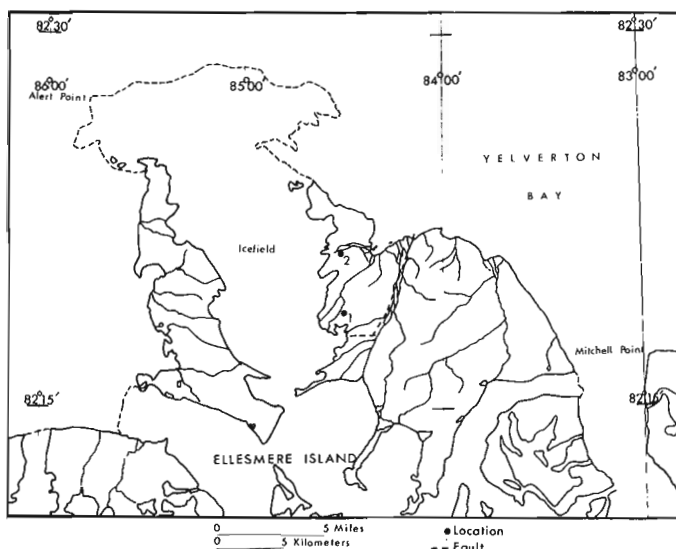 82°30' 82°30'
86°00' 85°00' 84°00' 83°00'
Alert Point
YELVERTON
BAY
Icefield
2
Mitchell Point
82°15' 82°15'
ELLESMERE ISLAND
0 5 Miles
0 5 Kilometers
Location
Fault